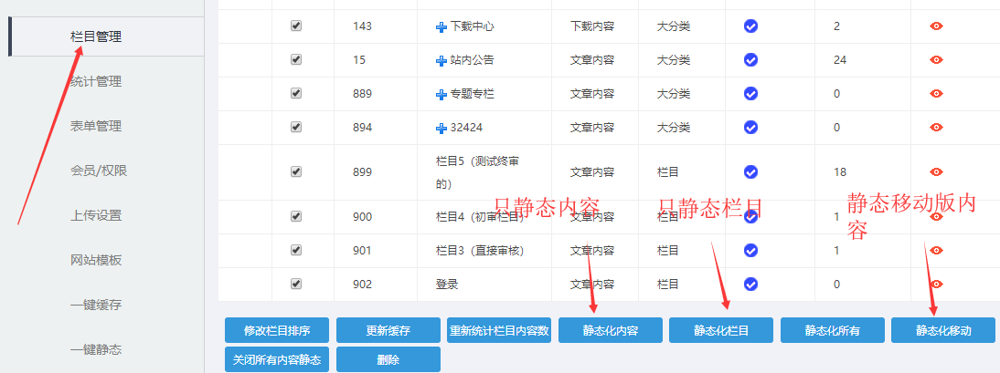 栏目管理
统计管理
表单管理
会员/权限
上传设置
网站模板
一键缓存
一键静态
143 下载中心 下载内容 大分类 2
15 站内公告 文章内容 大分类 24
889 专题专栏 文章内容 大分类 0
894 32424 文章内容 大分类 0
899 栏目5（测试终审 文章内容 栏目 18
的）
只静态内容 只静态栏目 静态移动版内
容
900 栏目4（初审栏目） 文章内容 栏目 1
901 栏目3（直接审核） 文章内容 栏目 1
902 登录 文章内容 栏目 0
修改栏目排序 更新缓存 重新统计栏目内容数 静态化内容 静态化栏目 静态化所有 静态化移动
关闭所有内容静态 删除